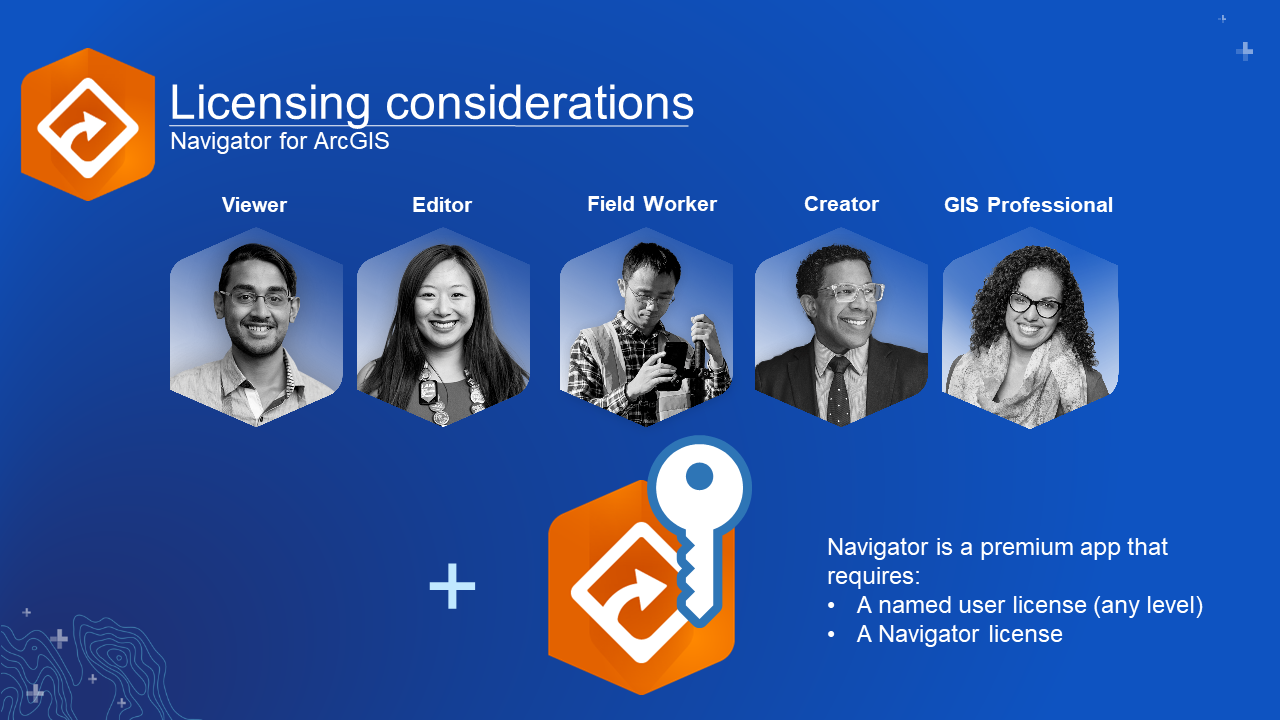 Licensing considerations
Navigator for ArcGIS
Viewer
Editor
Field Worker
Creator
GIS Professional
Navigator is a premium app that
requires:
• A named user license (any level)
• A Navigator license